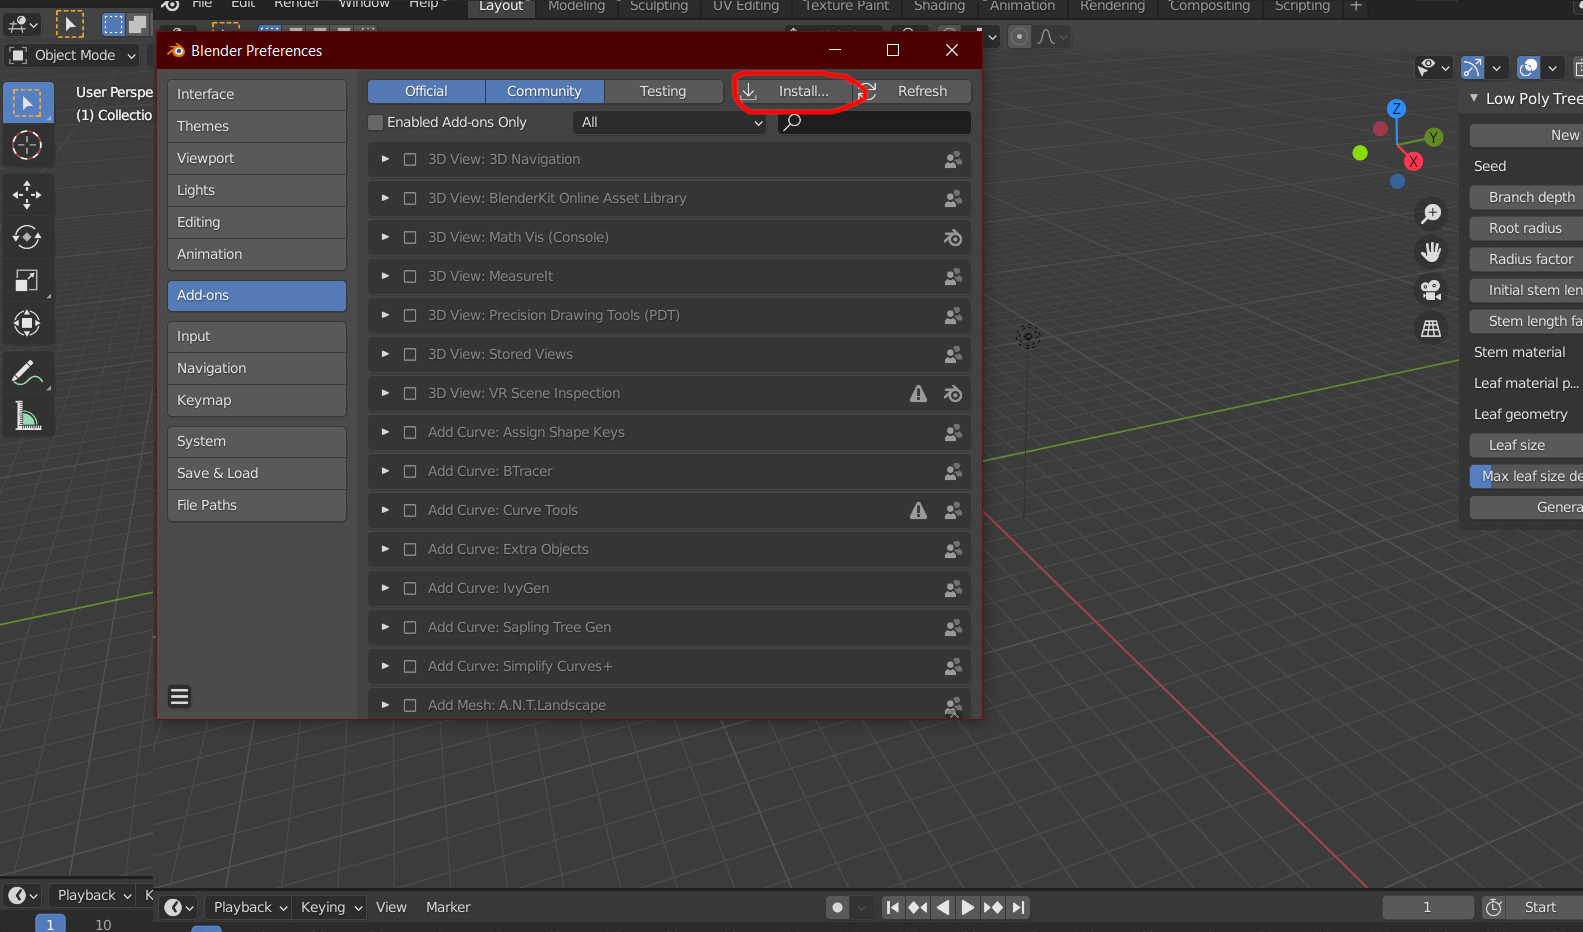 File Edit Render Window Help Layout Modeling Sculpting UV Editing Texture Paint Shading Animation Rendering Compositing Scripting +
Object Mode
Blender Preferences
User Perspe
(1) Collectio
Interface
Themes
Viewport
Lights
Editing
Animation
Add-ons
Input
Navigation
Keymap
System
Save & Load
File Paths
Official Community Testing Install... Refresh
Enabled Add-ons Only All
3D View: 3D Navigation
3D View: BlenderKit Online Asset Library
3D View: Math Vis (Console)
3D View: MeasureIt
3D View: Precision Drawing Tools (PDT)
3D View: Stored Views
3D View: VR Scene Inspection
Add Curve: Assign Shape Keys
Add Curve: BTracer
Add Curve: Curve Tools
Add Curve: Extra Objects
Add Curve: IvyGen
Add Curve: Sapling Tree Gen
Add Curve: Simplify Curves+
Add Mesh: A.N.T.Landscape
Z
Y
X
Low Poly Tree
New
Seed
Branch depth
Root radius
Radius factor
Initial stem len
Stem length fa
Stem material
Leaf material p...
Leaf geometry
Leaf size
Max leaf size de
Genera
Playback K
1 10
Playback Keying View Marker
1 Start